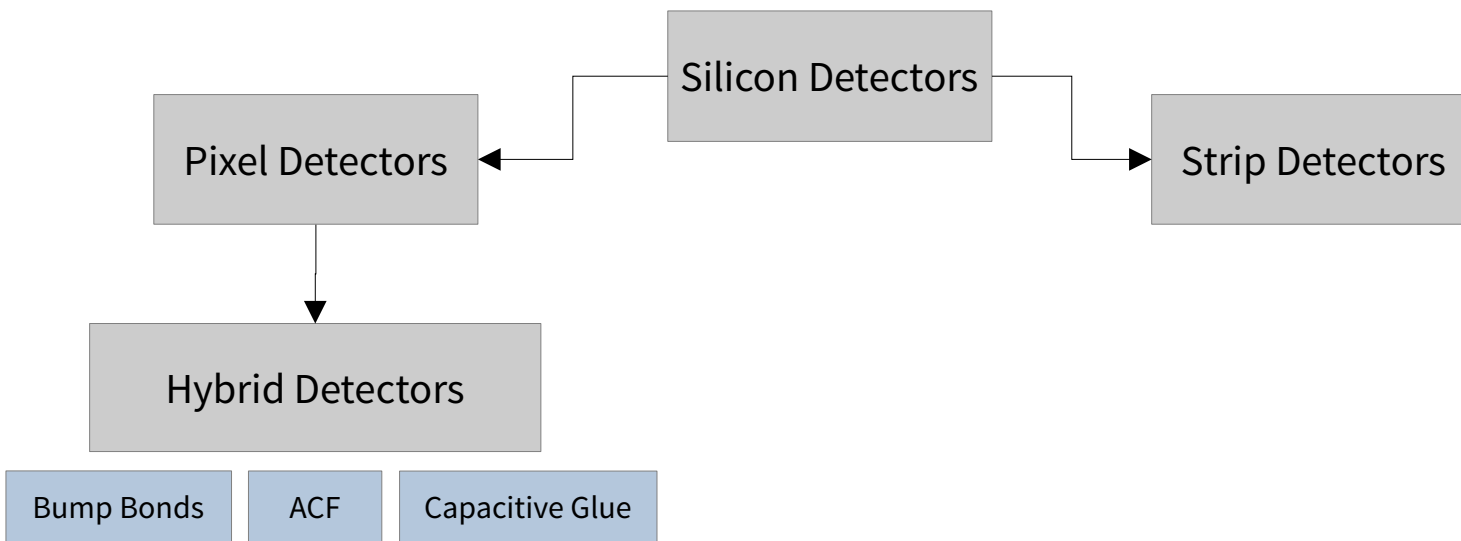 Silicon Detectors
Pixel Detectors
Strip Detectors
Hybrid Detectors
Bump Bonds
ACF
Capacitive Glue